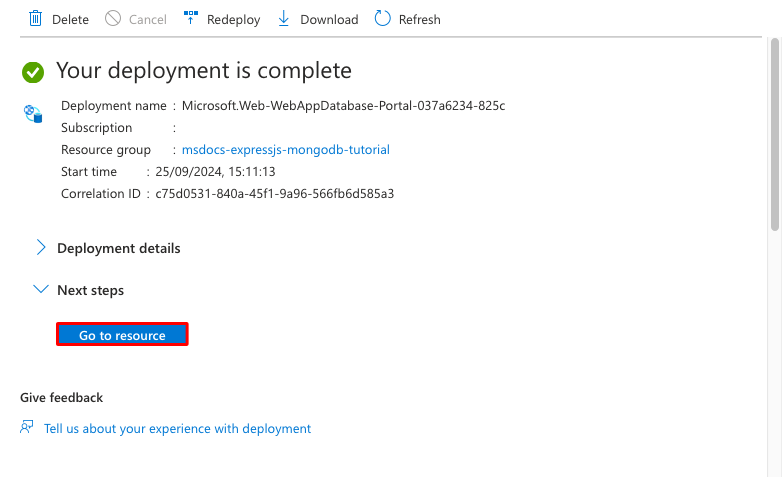 Delete Cancel Redeploy Download Refresh
Your deployment is complete
Deployment name : Microsoft.Web-WebAppDatabase-Portal-037a6234-825c
Subscription :
Resource group : msdocs-expressjs-mongodb-tutorial
Start time : 25/09/2024, 15:11:13
Correlation ID : c75d0531-840a-45f1-9a96-566fb6d585a3
Deployment details
Next steps
Go to resource
Give feedback
Tell us about your experience with deployment